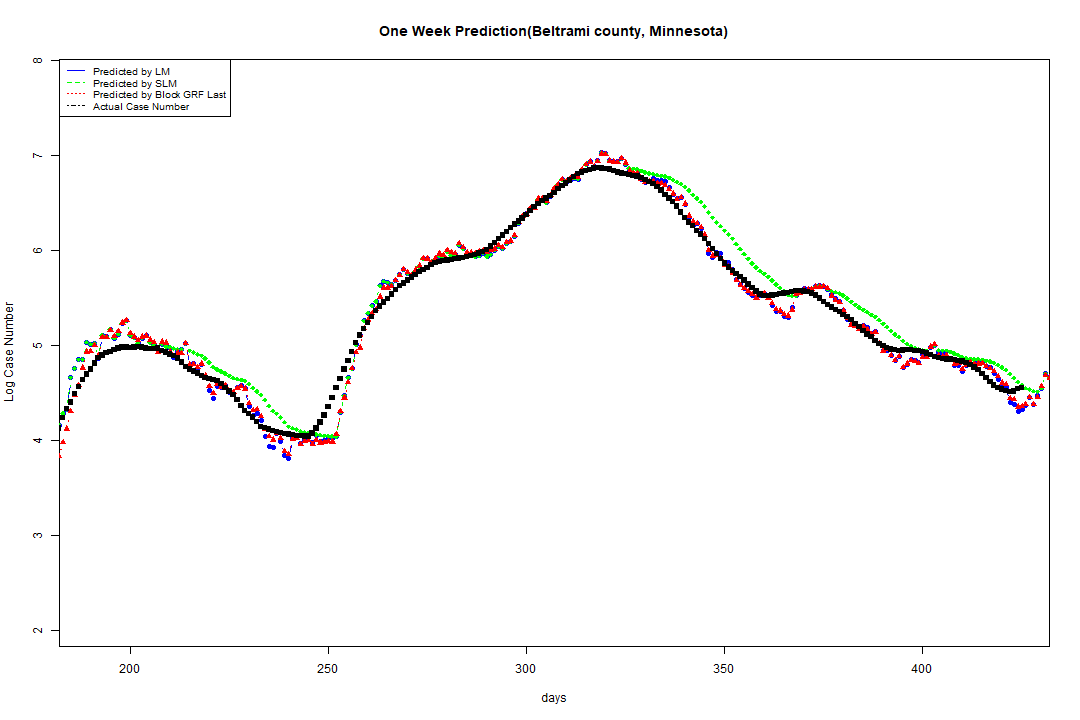 One Week Prediction(Beltrami county, Minnesota)
Predicted by LM
Predicted by SLM
Predicted by Block GRF Last
Actual Case Number
Log Case Number
8
7
6
5
4
3
2
200 250 300 350 400
days